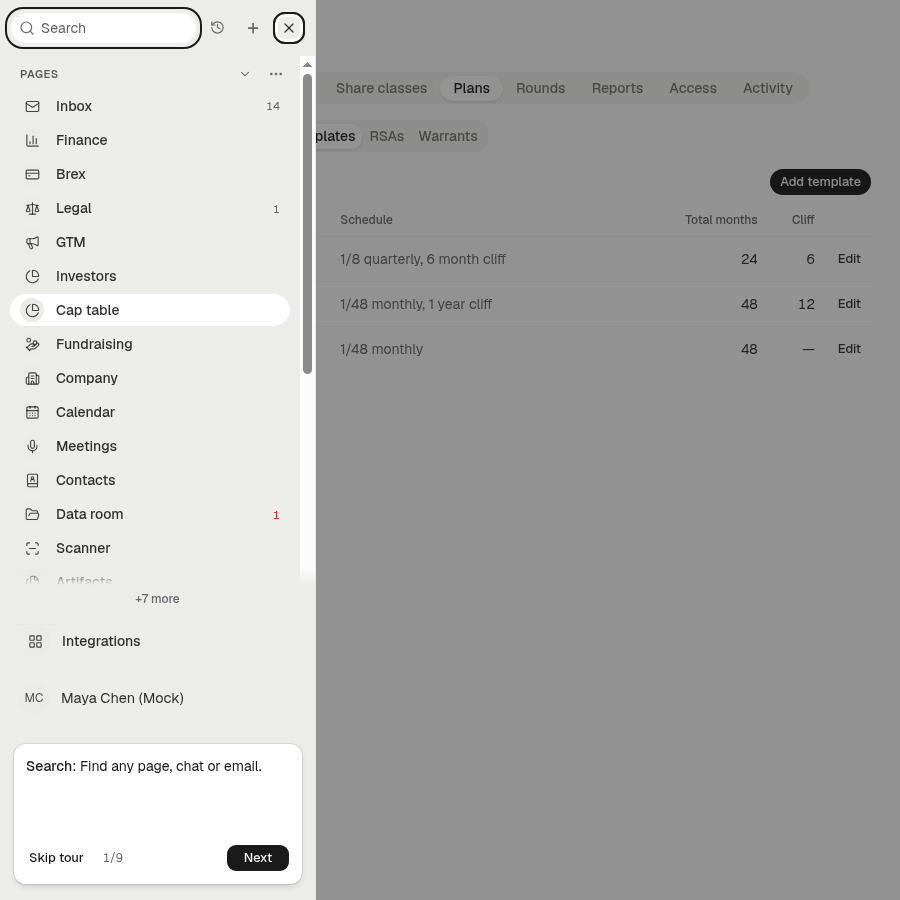 Search
PAGES
Inbox 14
Finance
Brex
Legal 1
GTM
Investors
Cap table
Fundraising
Company
Calendar
Meetings
Contacts
Data room 1
Scanner
Artifacts
+7 more
Integrations
MC Maya Chen (Mock)
Search: Find any page, chat or email.
Skip tour 1/9 Next
Share classes Plans Rounds Reports Access Activity
plates RSAs Warrants
Add template
Schedule Total months Cliff
1/8 quarterly, 6 month cliff 24 6 Edit
1/48 monthly, 1 year cliff 48 12 Edit
1/48 monthly 48 — Edit